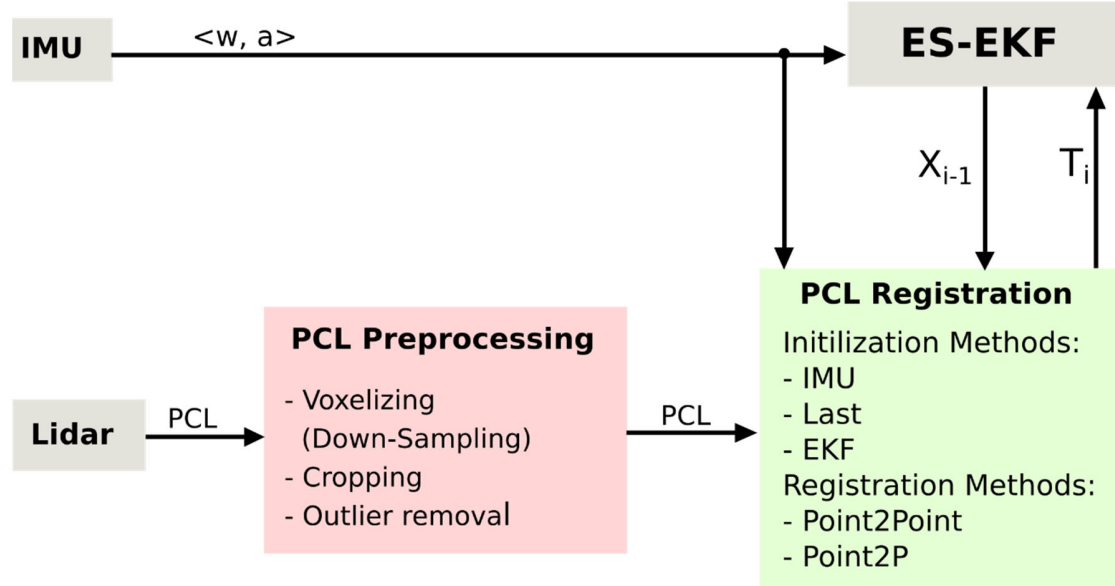 IMU
<w, a>
ES-EKF
X i-1
T i
PCL Registration
Initilization Methods:
- IMU
- Last
- EKF
Registration Methods:
- Point2Point
- Point2P
PCL Preprocessing
- Voxelizing
(Down-Sampling)
- Cropping
- Outlier removal
Lidar
PCL
PCL